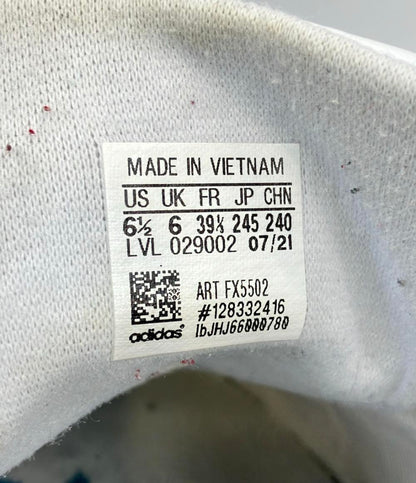 MADE IN VIETNAM
US UK FR JP CHN
6½ 6 39⅓ 245 240
LVL 029002 07/21
ART FX5502
#128332416
adidas